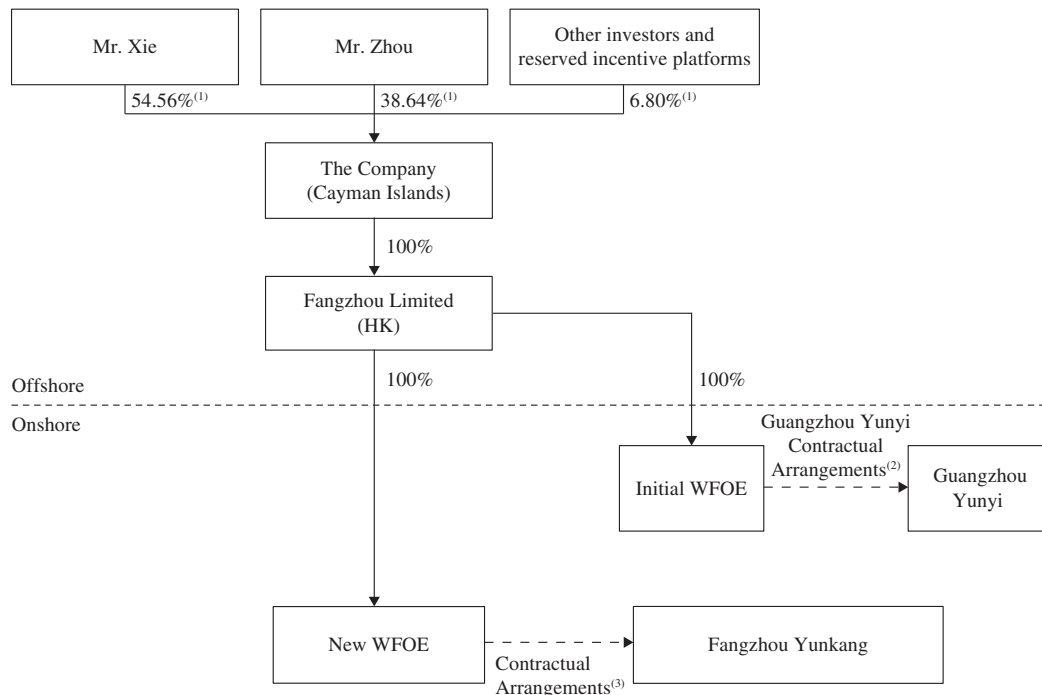 Mr. Xie
Mr. Zhou
Other investors and
reserved incentive platforms
54.56%(1)
38.64%(1)
6.80%(1)
The Company
(Cayman Islands)
100%
Fangzhou Limited
(HK)
100%
100%
Offshore
Onshore
Guangzhou Yunyi
Contractual
Arrangements(2)
Initial WFOE
Guangzhou
Yunyi
New WFOE
Contractual
Arrangements(3)
Fangzhou Yunkang